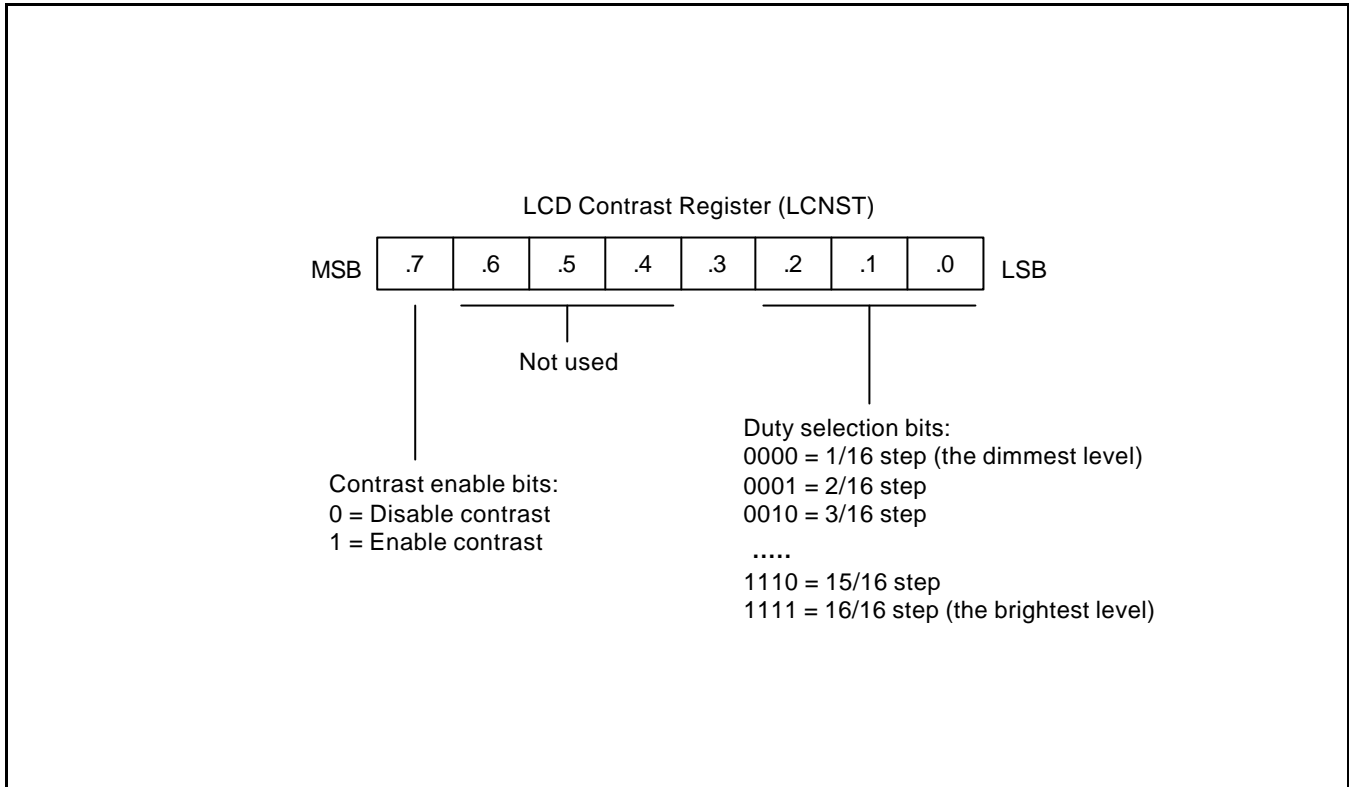 LCD Contrast Register (LCNST)
MSB .7 .6 .5 .4 .3 .2 .1 .0 LSB
Not used
Contrast enable bits:
0 = Disable contrast
1 = Enable contrast
Duty selection bits:
0000 = 1/16 step (the dimmest level)
0001 = 2/16 step
0010 = 3/16 step
.....
1110 = 15/16 step
1111 = 16/16 step (the brightest level)